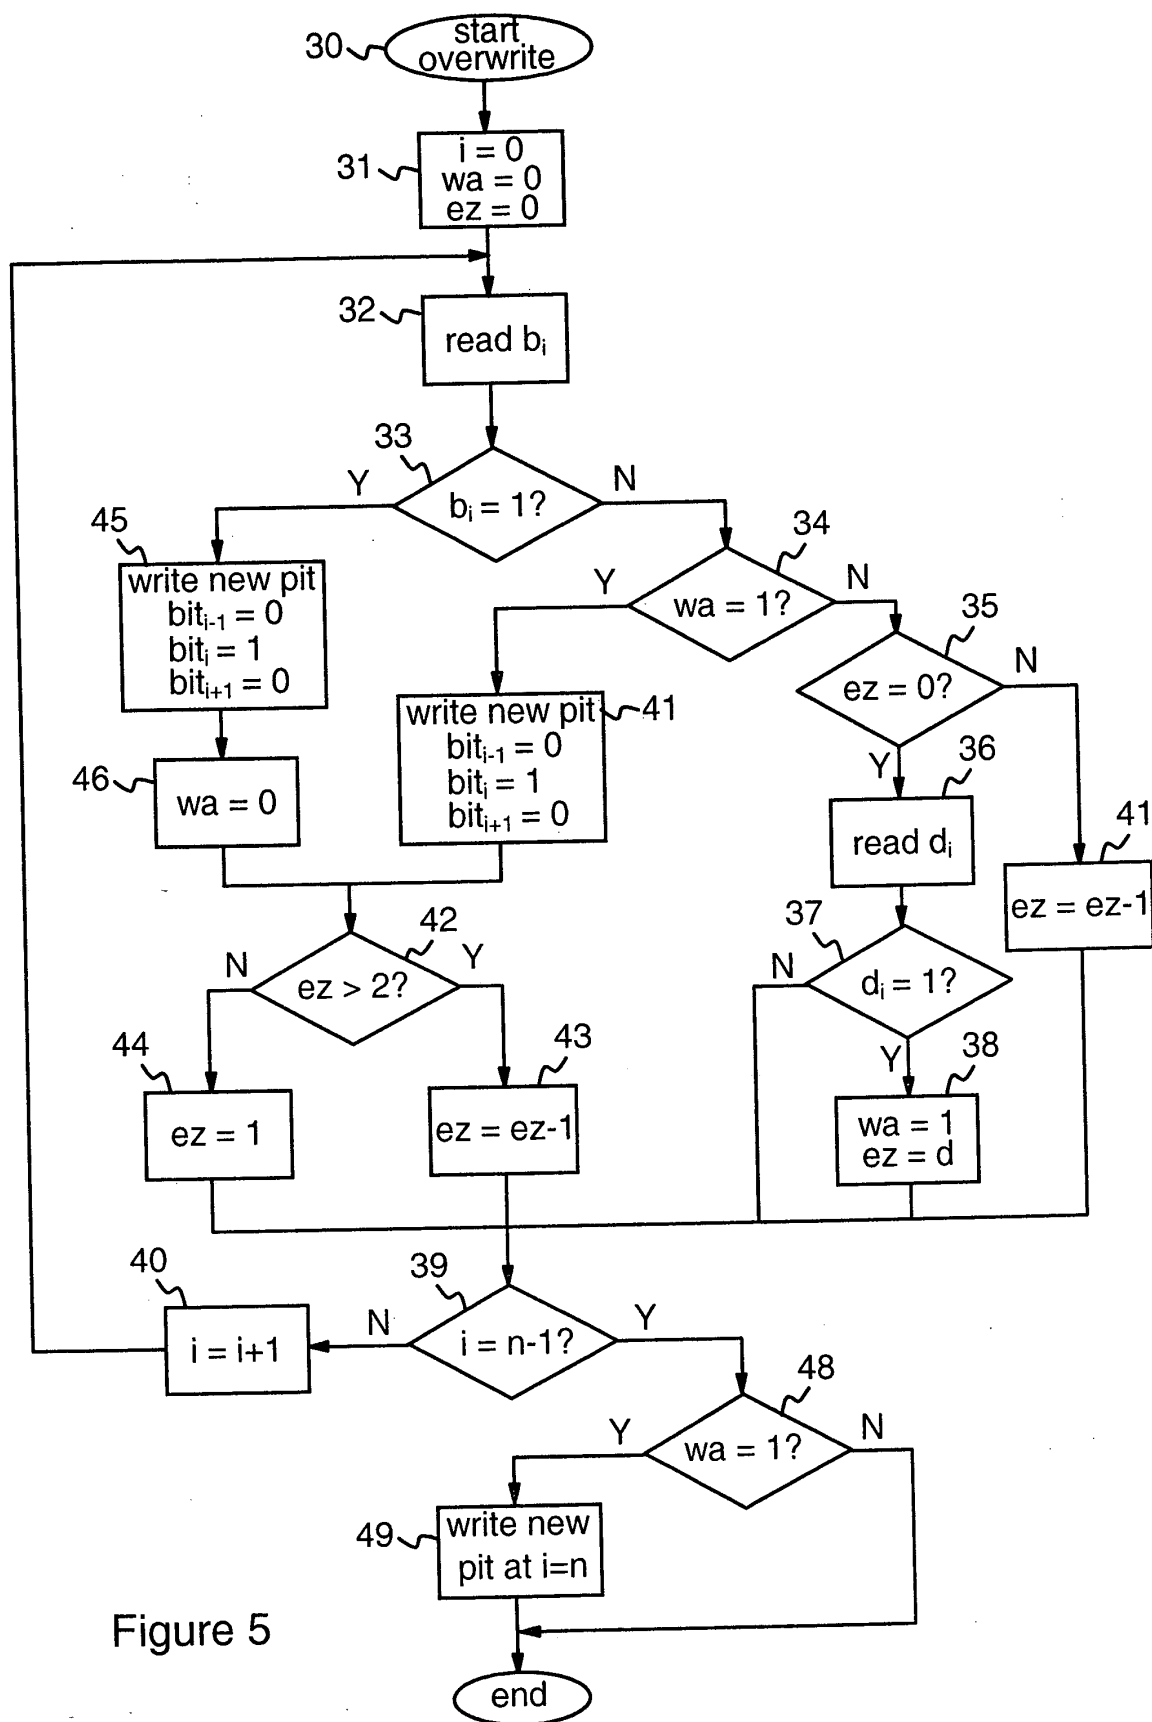 30
start
overwrite
31
i = 0
wa = 0
ez = 0
32
read bi
33
Y
bi = 1?
N
45
write new pit
biti-1 = 0
biti = 1
biti+1 = 0
34
Y
wa = 1?
N
35
ez = 0?
N
Y
46
wa = 0
write new pit
biti-1 = 0
biti = 1
biti+1 = 0
41
36
read di
41
ez = ez-1
42
N
ez > 2?
Y
37
N
di = 1?
Y
44
ez = 1
43
ez = ez-1
38
wa = 1
ez = d
40
i = i+1
39
N
i = n-1?
Y
48
Y
wa = 1?
N
49
write new
pit at i=n
Figure 5
end